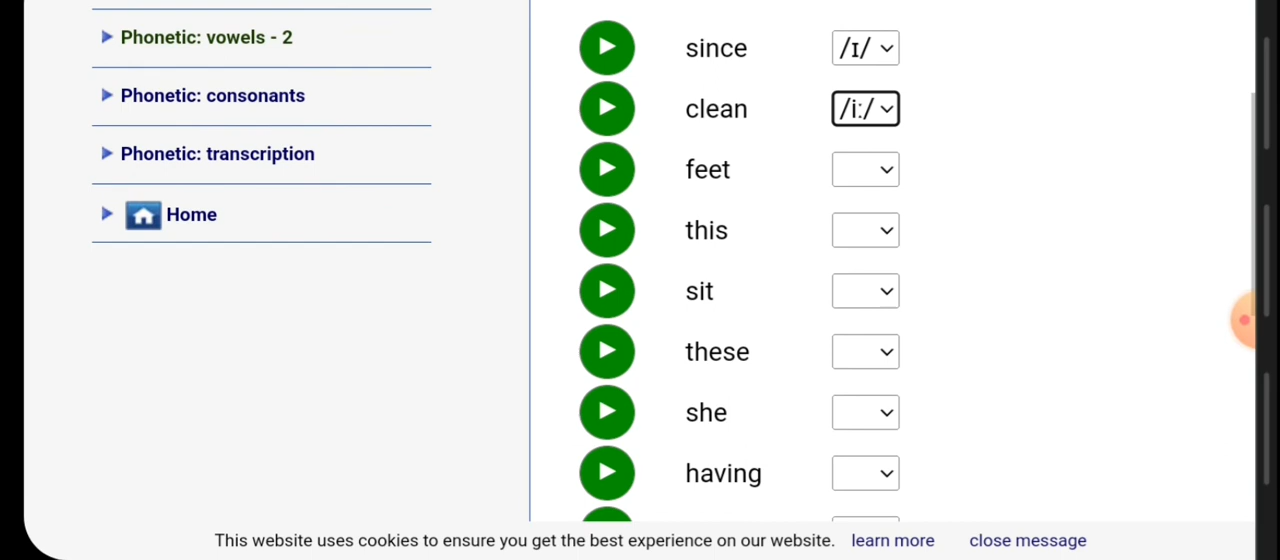 Phonetic: vowels - 2
Phonetic: consonants
Phonetic: transcription
Home
since /ɪ/
clean /iː/
feet
this
sit
these
she
having
This website uses cookies to ensure you get the best experience on our website. learn more close message